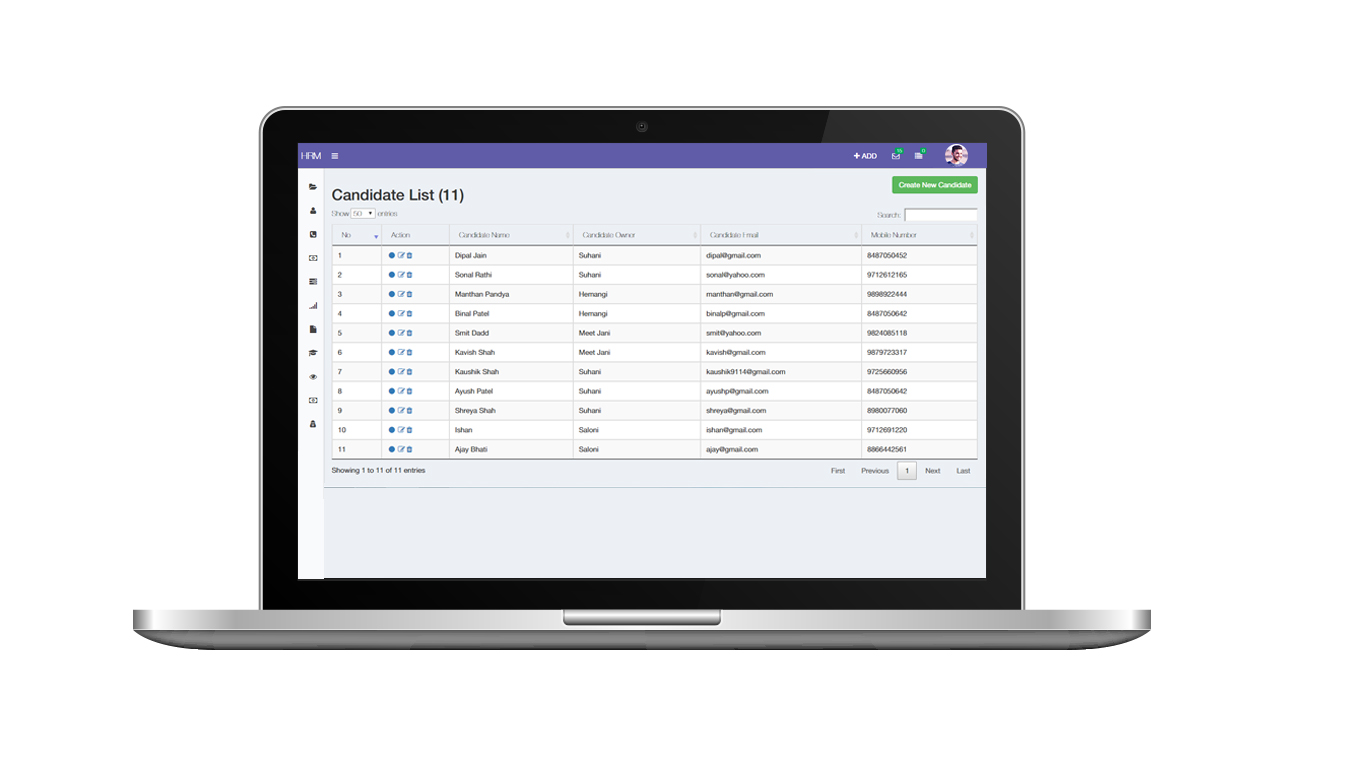 HRM + ADD
Create New Candidate
Candidate List (11)
Show 50 entries Search:
No Action Candidate Name Candidate Owner Candidate Email Mobile Number
1 Dipal Jain Suhani dipal@gmail.com 8487050452
2 Sonal Rathi Suhani sonal@yahoo.com 9712612165
3 Manthan Pandya Hemangi manthan@gmail.com 9898922444
4 Binal Patel Hemangi binalp@gmail.com 8487050642
5 Smit Dadd Meet Jani smit@yahoo.com 9824085118
6 Kavish Shah Meet Jani kavish@gmail.com 9879723317
7 Kaushik Shah Suhani kaushik9114@gmail.com 9725660956
8 Ayush Patel Suhani ayushp@gmail.com 8487050642
9 Shreya Shah Suhani shreya@gmail.com 8980077060
10 Ishan Saloni ishan@gmail.com 9712691220
11 Ajay Bhati Saloni ajay@gmail.com 8866442561
Showing 1 to 11 of 11 entries First Previous 1 Next Last